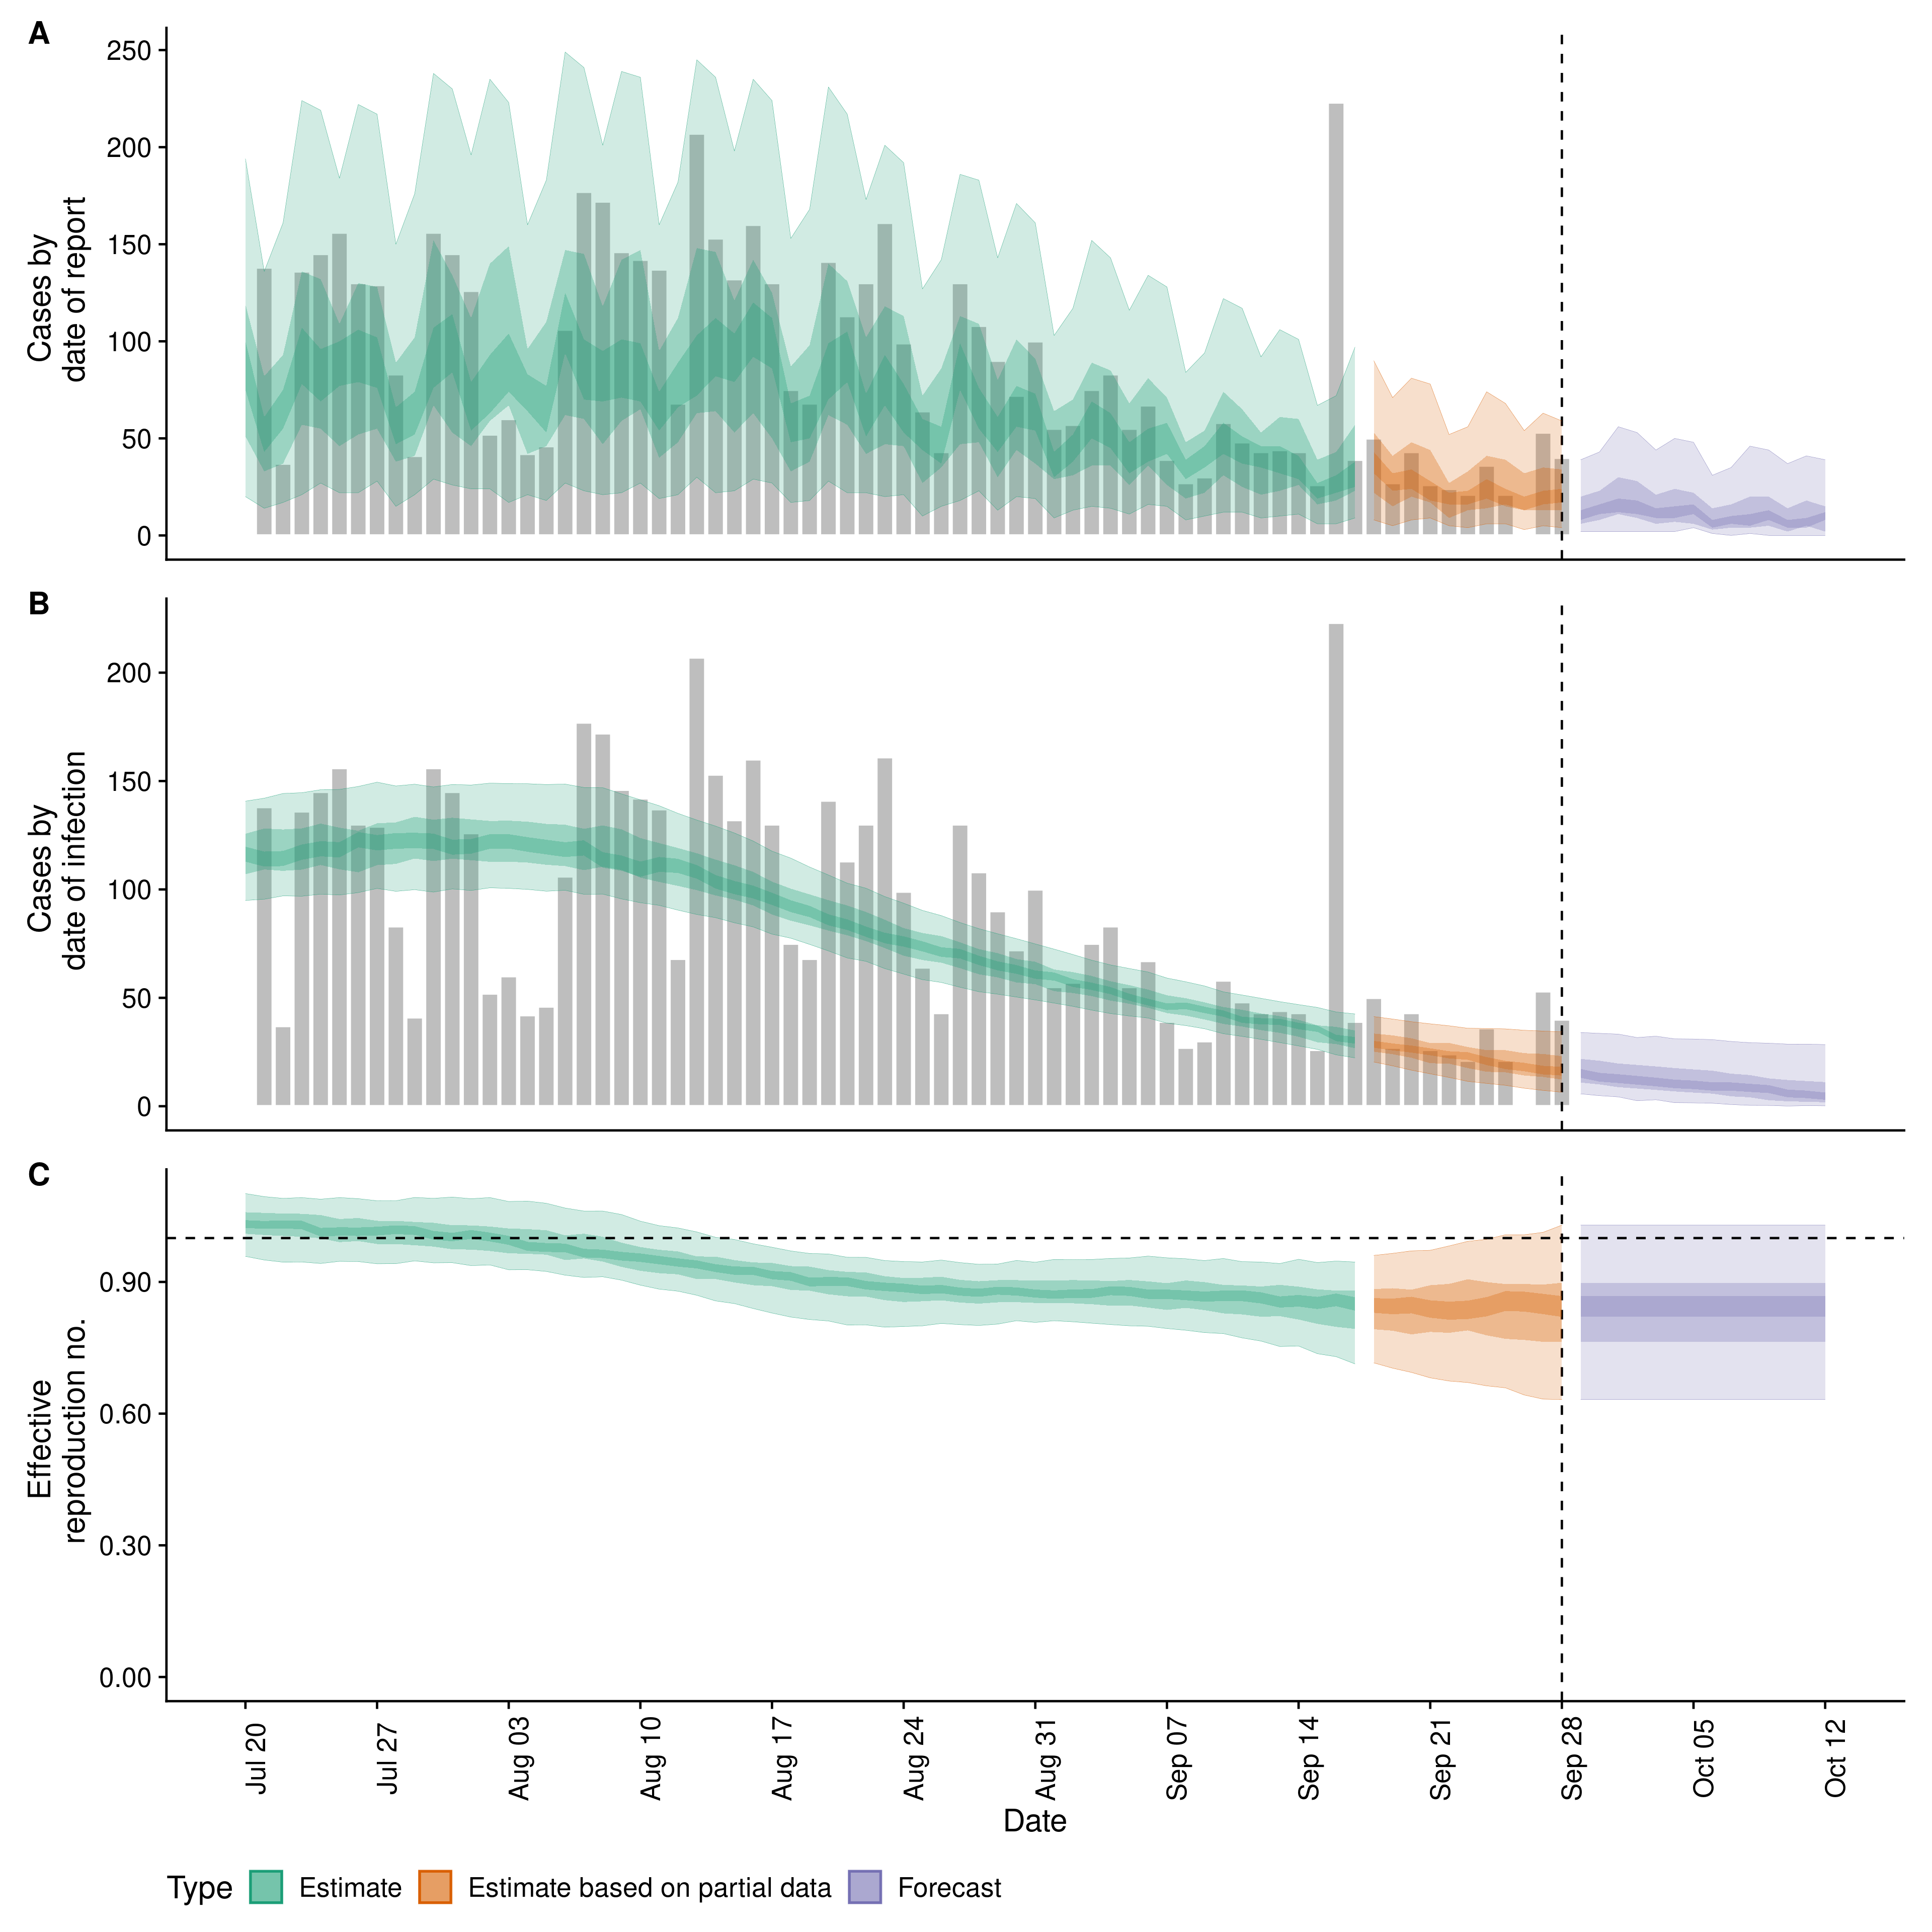 A
250
200
150
100
50
0
Cases by
date of report
B
200
150
100
50
0
Cases by
date of infection
C
0.90
0.60
0.30
0.00
Effective
reproduction no.
Jul 20
Jul 27
Aug 03
Aug 10
Aug 17
Aug 24
Aug 31
Sep 07
Sep 14
Sep 21
Sep 28
Oct 05
Oct 12
Date
Type Estimate Estimate based on partial data Forecast